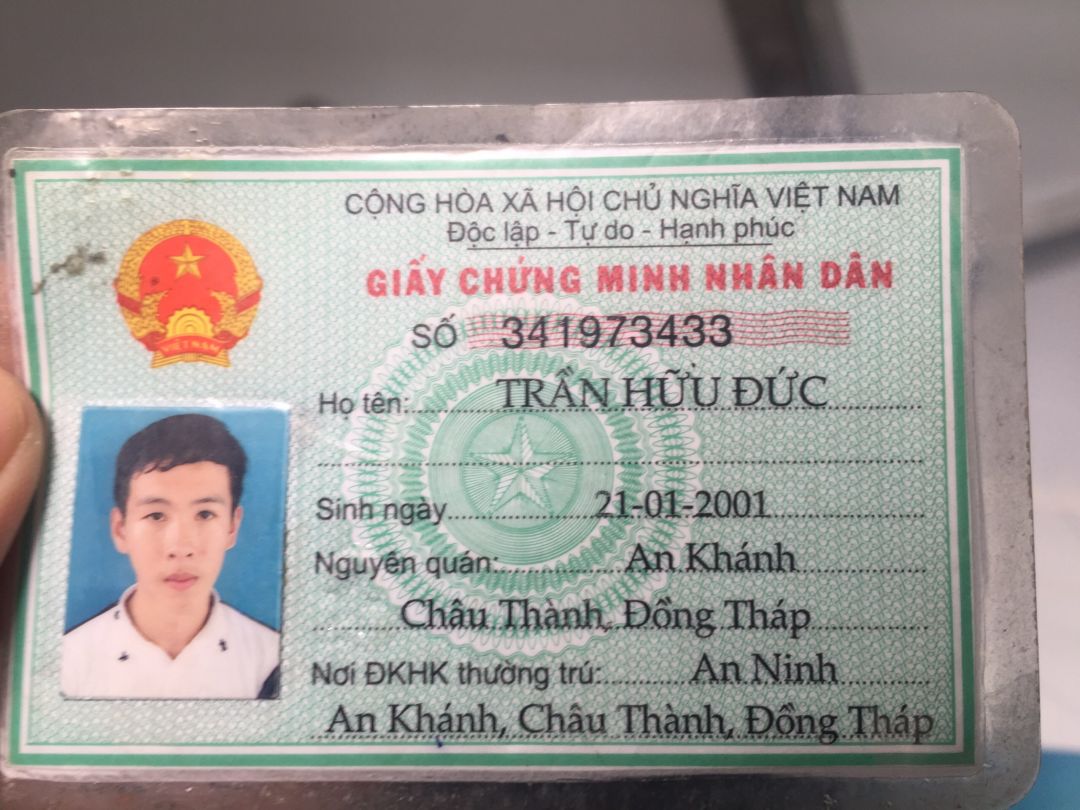 CỘNG HÒA XÃ HỘI CHỦ NGHĨA VIỆT NAM
Độc lập - Tự do - Hạnh phúc
GIẤY CHỨNG MINH NHÂN DÂN
SỐ 341973433
VIỆT NAM
Họ tên: TRẦN HỮU ĐỨC
Sinh ngày 21-01-2001
Nguyên quán: An Khánh
Châu Thành, Đồng Tháp
Nơi ĐKHK thường trú: An Ninh
An Khánh, Châu Thành, Đồng Tháp